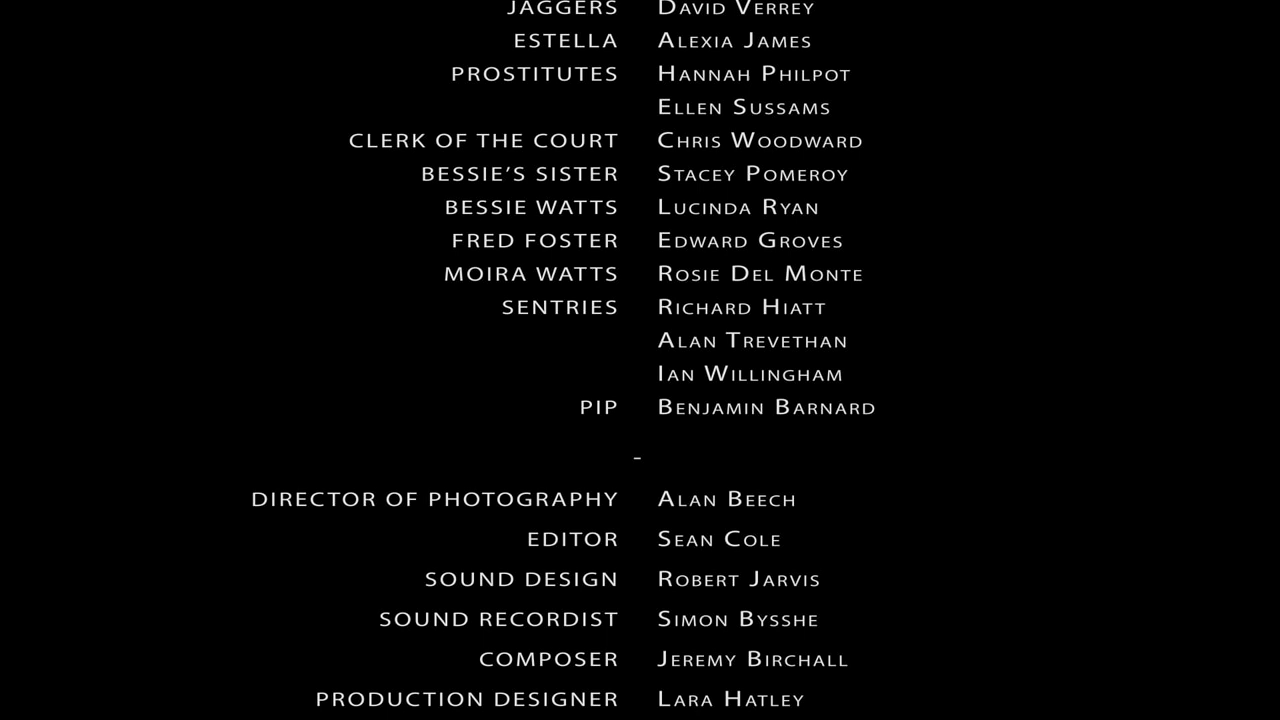 JAGGERS David Verrey
ESTELLA Alexia James
PROSTITUTES Hannah Philpot
Ellen Sussams
CLERK OF THE COURT Chris Woodward
BESSIE'S SISTER Stacey Pomeroy
BESSIE WATTS Lucinda Ryan
FRED FOSTER Edward Groves
MOIRA WATTS Rosie Del Monte
SENTRIES Richard Hiatt
Alan Trevethan
Ian Willingham
PIP Benjamin Barnard
-
DIRECTOR OF PHOTOGRAPHY Alan Beech
EDITOR Sean Cole
SOUND DESIGN Robert Jarvis
SOUND RECORDIST Simon Bysshe
COMPOSER Jeremy Birchall
PRODUCTION DESIGNER Lara Hatley